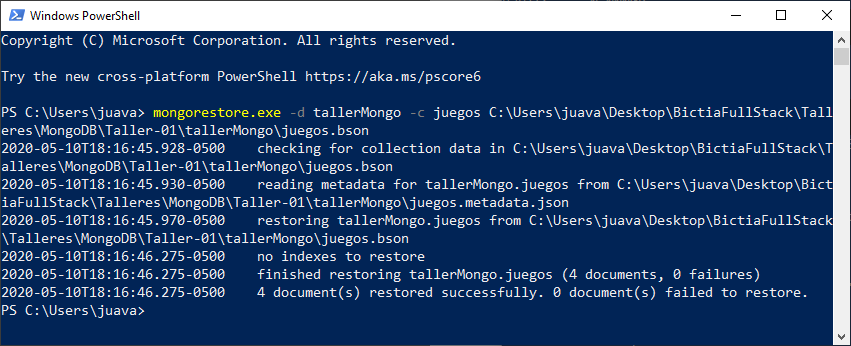 Windows PowerShell
Copyright (C) Microsoft Corporation. All rights reserved.
Try the new cross-platform PowerShell https://aka.ms/pscore6
PS C:\Users\juava> mongorestore.exe -d tallerMongo -c juegos C:\Users\juava\Desktop\BictiaFullStack\Tall
eres\MongoDB\Taller-01\tallerMongo\juegos.bson
2020-05-10T18:16:45.928-0500    checking for collection data in C:\Users\juava\Desktop\BictiaFullStack\T
alleres\MongoDB\Taller-01\tallerMongo\juegos.bson
2020-05-10T18:16:45.930-0500    reading metadata for tallerMongo.juegos from C:\Users\juava\Desktop\Bict
iaFullStack\Talleres\MongoDB\Taller-01\tallerMongo\juegos.metadata.json
2020-05-10T18:16:45.970-0500    restoring tallerMongo.juegos from C:\Users\juava\Desktop\BictiaFullStack
\Talleres\MongoDB\Taller-01\tallerMongo\juegos.bson
2020-05-10T18:16:46.275-0500    no indexes to restore
2020-05-10T18:16:46.275-0500    finished restoring tallerMongo.juegos (4 documents, 0 failures)
2020-05-10T18:16:46.275-0500    4 document(s) restored successfully. 0 document(s) failed to restore.
PS C:\Users\juava>